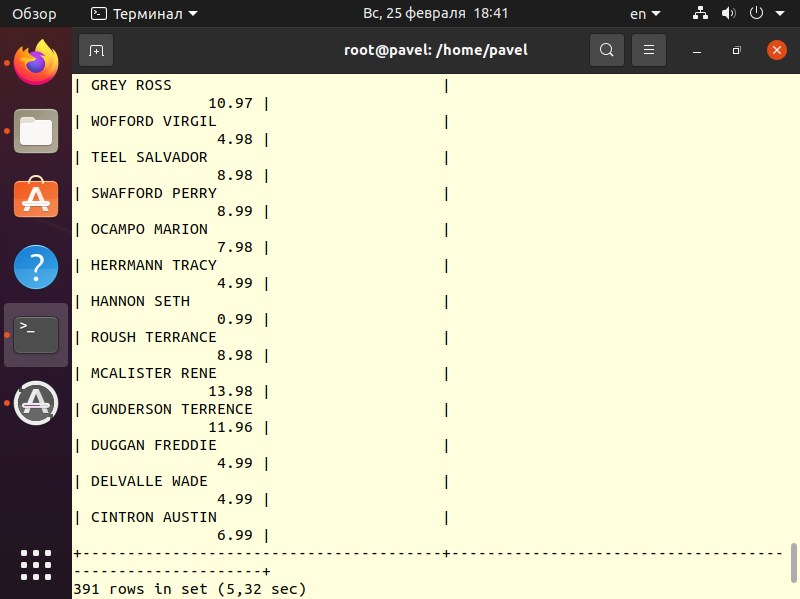 Обзор Терминал Вс, 25 февраля 18:41 en
root@pavel: /home/pavel
| GREY ROSS |
10.97 |
| WOFFORD VIRGIL |
4.98 |
| TEEL SALVADOR |
8.98 |
| SWAFFORD PERRY |
8.99 |
| OCAMPO MARION |
7.98 |
| HERRMANN TRACY |
4.99 |
| HANNON SETH |
0.99 |
| ROUSH TERRANCE |
8.98 |
| MCALISTER RENE |
13.98 |
| GUNDERSON TERRENCE |
11.96 |
| DUGGAN FREDDIE |
4.99 |
| DELVALLE WADE |
4.99 |
| CINTRON AUSTIN |
6.99 |
+----------------------------------------+-------------------------------------
---------------------+
391 rows in set (5,32 sec)